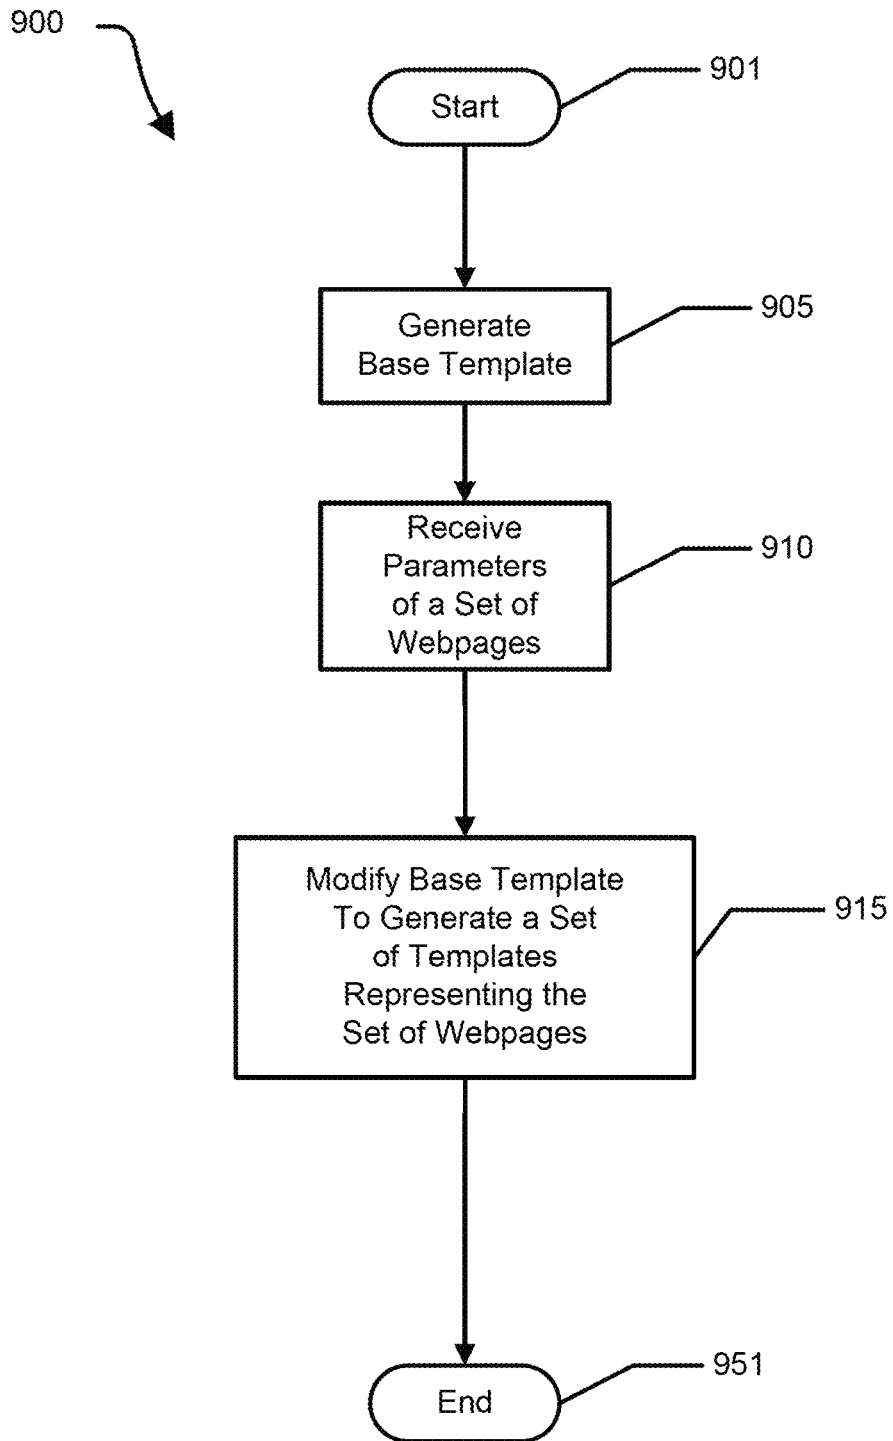 900
901
Start
905
Generate
Base Template
910
Receive
Parameters
of a Set of
Webpages
915
Modify Base Template
To Generate a Set
of Templates
Representing the
Set of Webpages
951
End